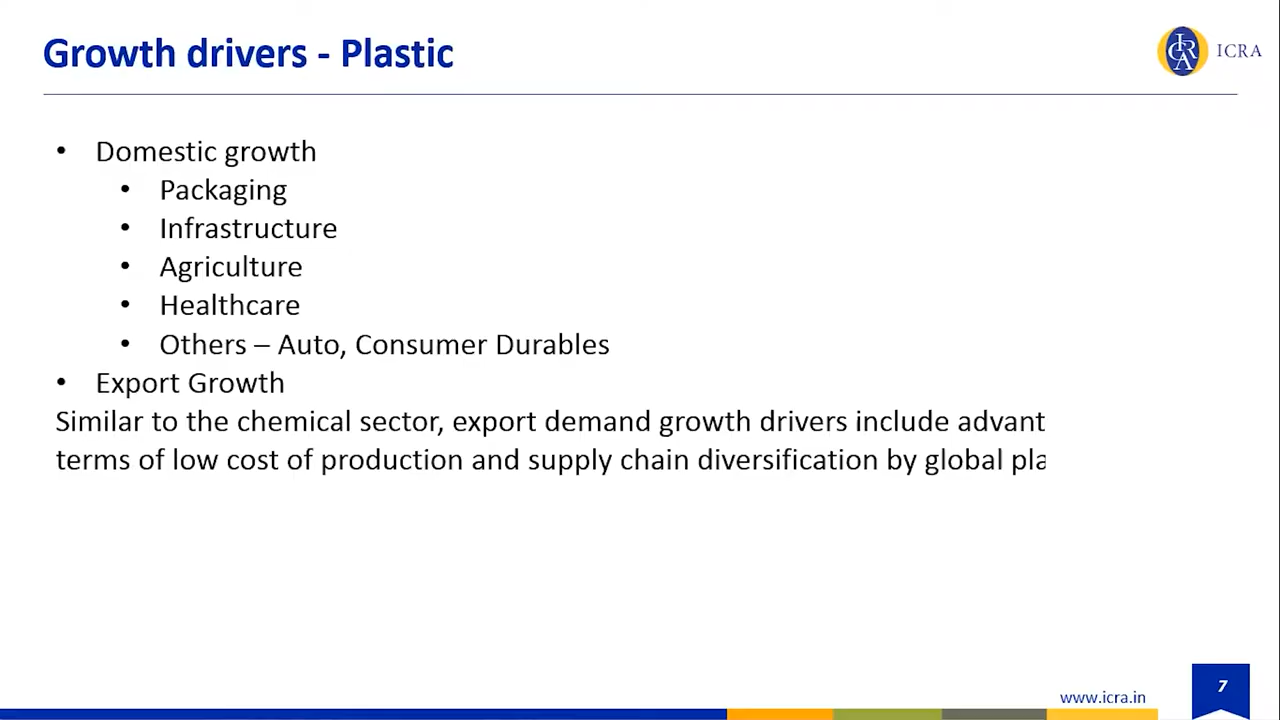 Growth drivers - Plastic
ICRA
ICRA
• Domestic growth
• Packaging
• Infrastructure
• Agriculture
• Healthcare
• Others – Auto, Consumer Durables
• Export Growth
Similar to the chemical sector, export demand growth drivers include advant
terms of low cost of production and supply chain diversification by global pla
www.icra.in
7